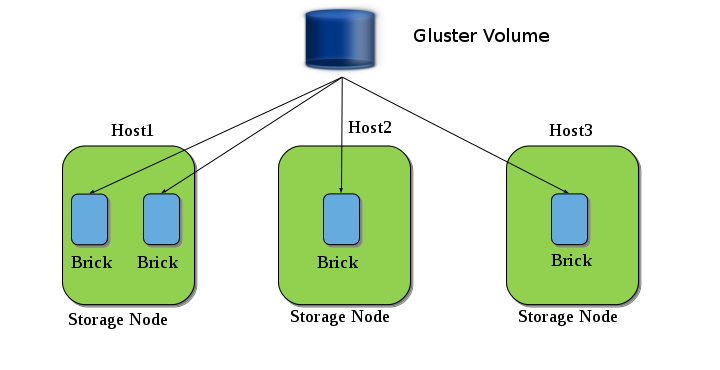 Gluster Volume
Host1
Host2
Host3
Brick
Brick
Brick
Brick
Storage Node
Storage Node
Storage Node